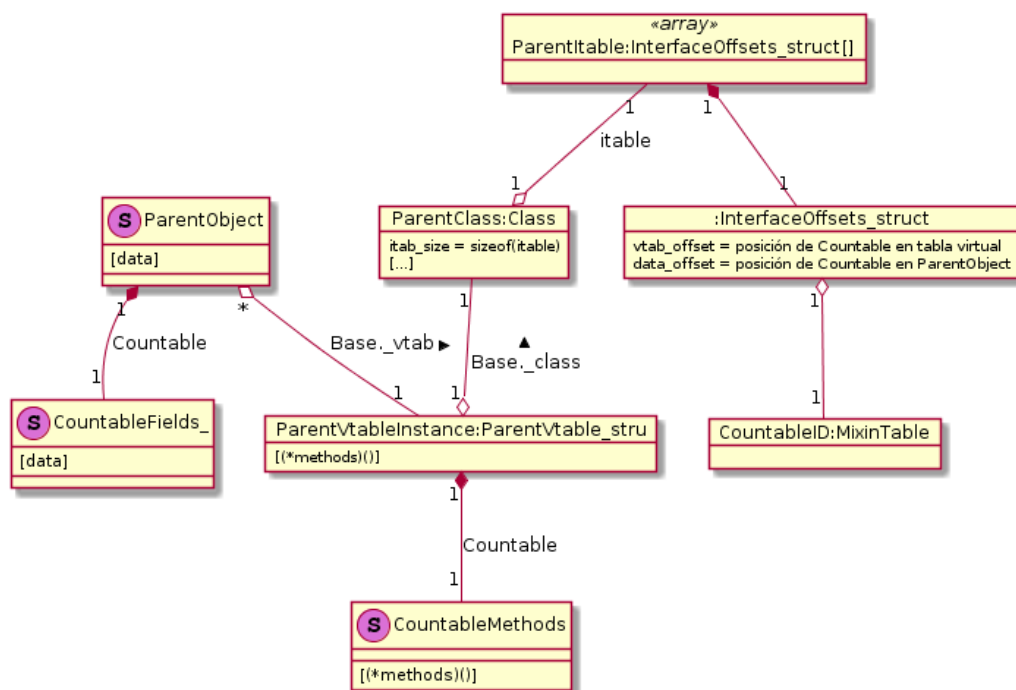 «array»
ParentItable:InterfaceOffsets_struct[]
1
1
itable
1
1
S ParentObject
[data]
ParentClass:Class
itab_size = sizeof(itable)
[...]
:InterfaceOffsets_struct
vtab_offset = posición de Countable en tabla virtual
data_offset = posición de Countable en ParentObject
1
*
1
Countable
Base._vtab ►
▲
Base._class
1
1
1
1
S CountableFields_
[data]
ParentVtableInstance:ParentVtable_stru
[(*methods)()]
CountableID:MixinTable
1
Countable
1
S CountableMethods
[(*methods)()]